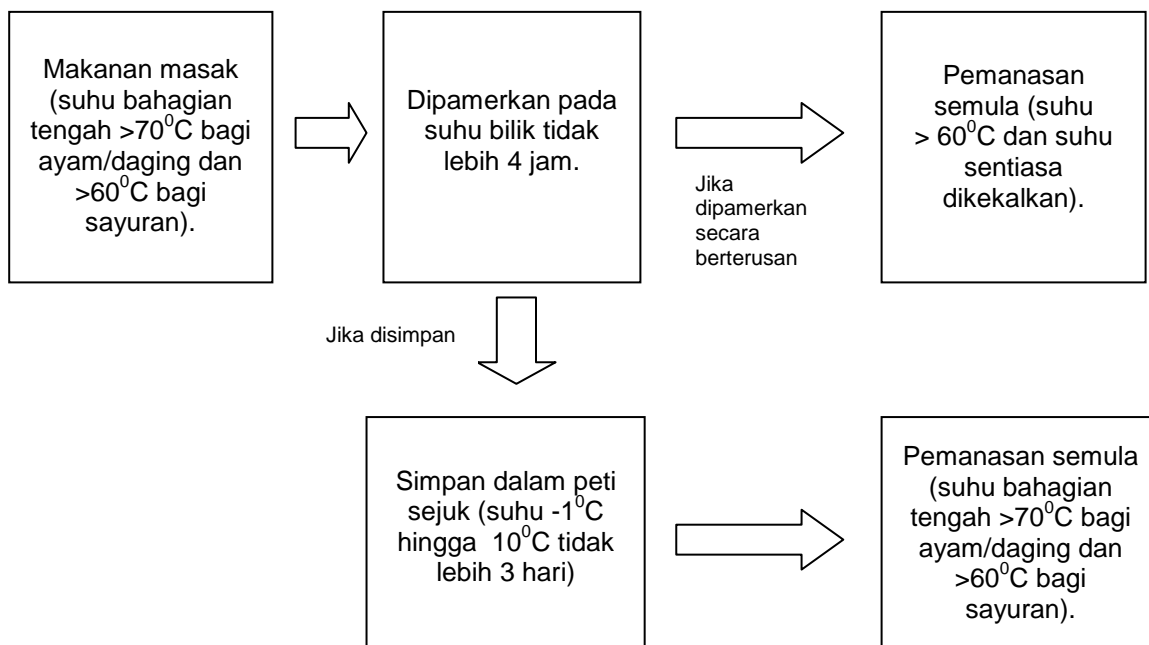 Makanan masak
(suhu bahagian
tengah >70⁰C bagi
ayam/daging dan
>60⁰C bagi
sayuran).
Dipamerkan pada
suhu bilik tidak
lebih 4 jam.
Jika
dipamerkan
secara
berterusan
Pemanasan
semula (suhu
> 60⁰C dan suhu
sentiasa
dikekalkan).
Jika disimpan
Simpan dalam peti
sejuk (suhu -1⁰C
hingga 10⁰C tidak
lebih 3 hari)
Pemanasan semula
(suhu bahagian
tengah >70⁰C bagi
ayam/daging dan
>60⁰C bagi
sayuran).